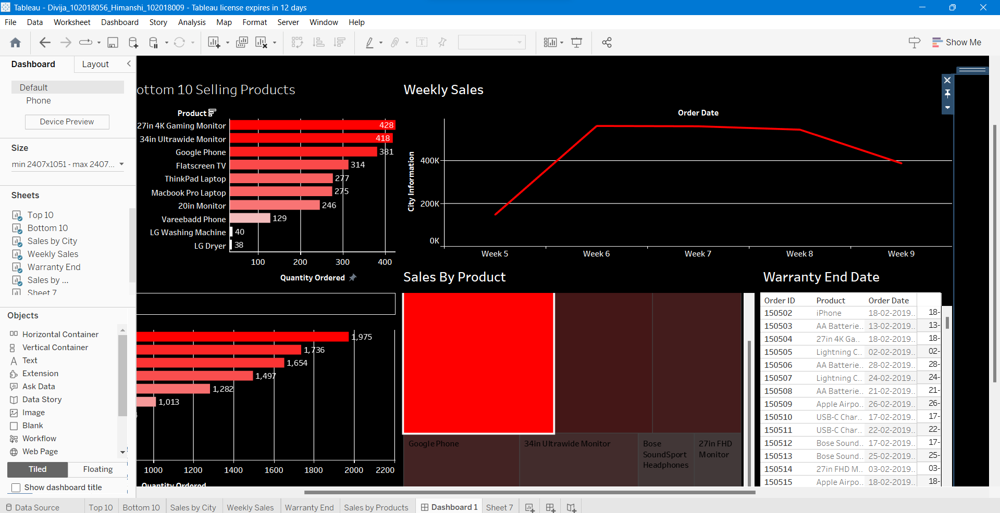 Tableau - Divija_102018056_Himanshi_102018009 - Tableau license expires in 12 days
File Data Worksheet Dashboard Story Analysis Map Format Server Window Help
Show Me
Dashboard Layout
Default
Phone
Device Preview
Size
min 2407x1051 - max 2407...
Sheets
Top 10
Bottom 10
Sales by City
Weekly Sales
Warranty End
Sales by ...
Sheet 7
Objects
Horizontal Container
Vertical Container
Text
Extension
Ask Data
Data Story
Image
Blank
Workflow
Web Page
Tiled Floating
Show dashboard title
ottom 10 Selling Products
Product
27in 4K Gaming Monitor 428
34in Ultrawide Monitor 418
Google Phone 381
Flatscreen TV 314
ThinkPad Laptop 277
Macbook Pro Laptop 275
20in Monitor 246
Vareebadd Phone 129
LG Washing Machine 40
LG Dryer 38
100 200 300 400
Quantity Ordered
Weekly Sales
Order Date
City Information
400K
200K
0K
Week 5 Week 6 Week 7 Week 8 Week 9
1,975
1,736
1,654
1,497
1,282
1,013
1000 1200 1400 1600 1800 2000 2200
Quantity Ordered
Sales By Product
Google Phone
34in Ultrawide Monitor
Bose
SoundSport
Headphones
27in FHD
Monitor
Warranty End Date
Order ID Product Order Date
150502 iPhone 18-02-2019.. 18-
150503 AA Batterie.. 13-02-2019.. 13-
150504 27in 4K Ga.. 18-02-2019.. 18-
150505 Lightning C.. 02-02-2019.. 02-
150506 AA Batterie.. 28-02-2019.. 28-
150507 Lightning C.. 24-02-2019.. 24-
150508 AA Batterie.. 21-02-2019.. 21-
150509 Apple Airpo.. 26-02-2019.. 26-
150510 USB-C Char.. 17-02-2019.. 17-
150511 USB-C Char.. 22-02-2019.. 22-
150512 Bose Sound.. 17-02-2019.. 17-
150513 Bose Sound.. 25-02-2019.. 25-
150514 27in FHD M.. 03-02-2019.. 03-
150515 Apple Airpo.. 18-02-2019.. 18-
Data Source Top 10 Bottom 10 Sales by City Weekly Sales Warranty End Sales by Products Dashboard 1 Sheet 7